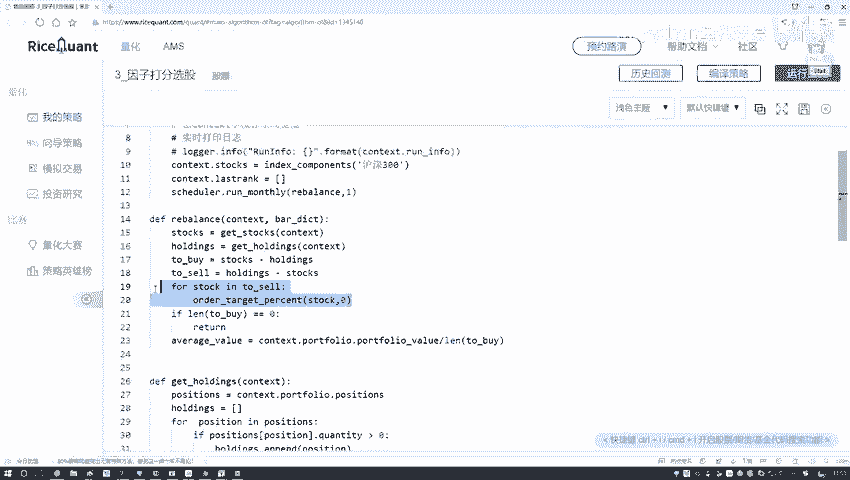 https://www.ricequant.com/quant/
RiceQuant
量化
AMS
预约路演
帮助文档
社区
3_因子打分选股
股票
历史回测
编译策略
运行
量化
我的策略
向导策略
模拟交易
投资研究
比赛
量化大赛
策略英雄榜
浅色主题
默认快捷键
8 # 实时打印日志
9 # logger.info("RunInfo: {}".format(context.run_info))
10 context.stocks = index_components('沪深300')
11 context.lastrank = []
12 scheduler.run_monthly(rebalance,1)
13
14 def rebalance(context, bar_dict):
15 stocks = get_stocks(context)
16 holdings = get_holdings(context)
17 to_buy = stocks - holdings
18 to_sell = holdings - stocks
19 for stock in to_sell:
20 order_target_percent(stock,0)
21 if len(to_buy) == 0:
22 return
23 average_value = context.portfolio.portfolio_value/len(to_buy)
24
25
26 def get_holdings(context):
27 positions = context.portfolio.positions
28 holdings = []
29 for position in positions:
30 if positions[position].quantity > 0:
31 holdings.append(position)